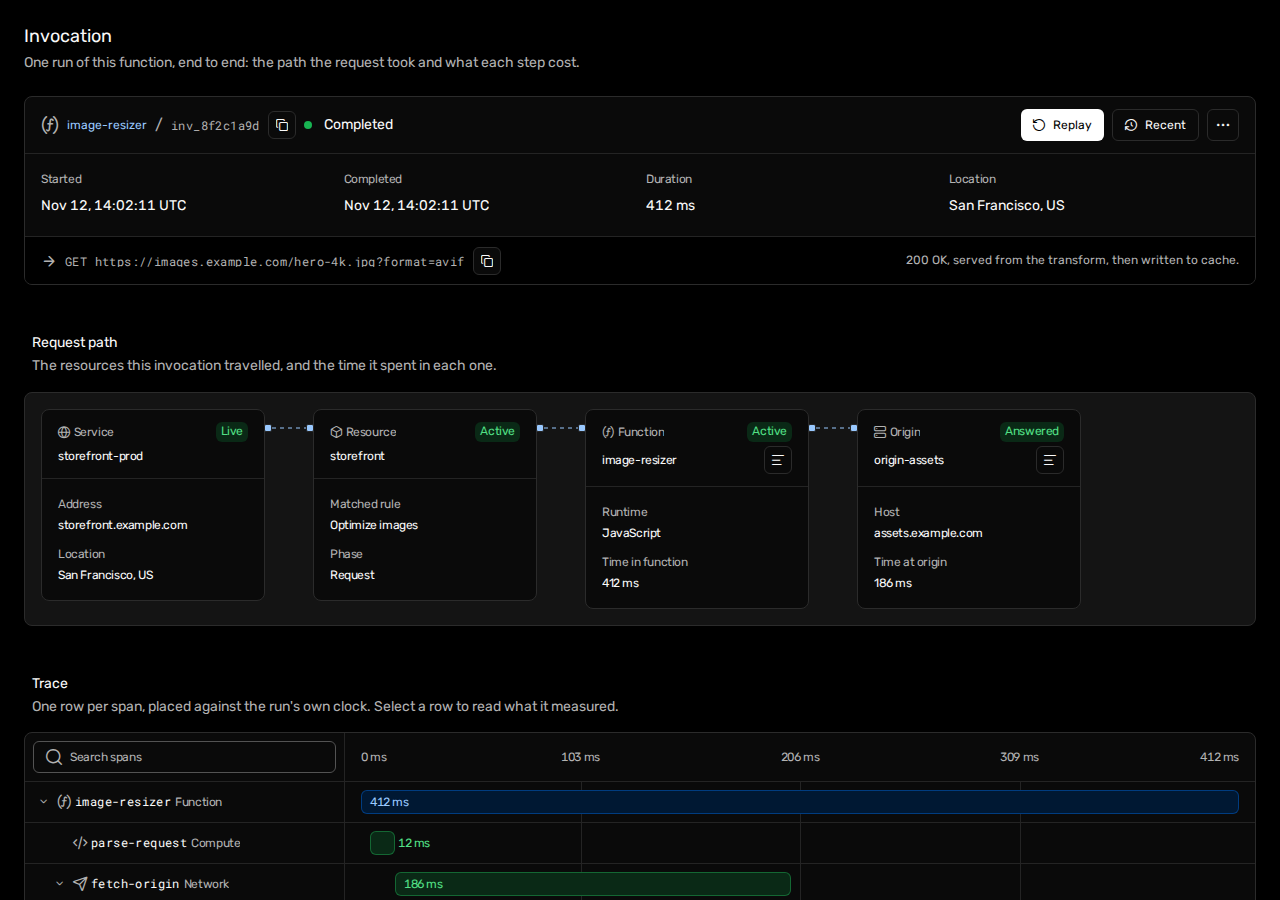 Invocation
One run of this function, end to end: the path the request took and what each step cost.
image-resizer / inv_8f2c1a9d Completed Replay Recent
Started Completed Duration Location
Nov 12, 14:02:11 UTC Nov 12, 14:02:11 UTC 412 ms San Francisco, US
GET https://images.example.com/hero-4k.jpg?format=avif 200 OK, served from the transform, then written to cache.
Request path
The resources this invocation travelled, and the time it spent in each one.
Service Live
storefront-prod
Address
storefront.example.com
Location
San Francisco, US
Resource Active
storefront
Matched rule
Optimize images
Phase
Request
Function Active
image-resizer
Runtime
JavaScript
Time in function
412 ms
Origin Answered
origin-assets
Host
assets.example.com
Time at origin
186 ms
Trace
One row per span, placed against the run's own clock. Select a row to read what it measured.
Search spans 0 ms 103 ms 206 ms 309 ms 412 ms
image-resizer Function 412 ms
parse-request Compute 12 ms
fetch-origin Network 186 ms